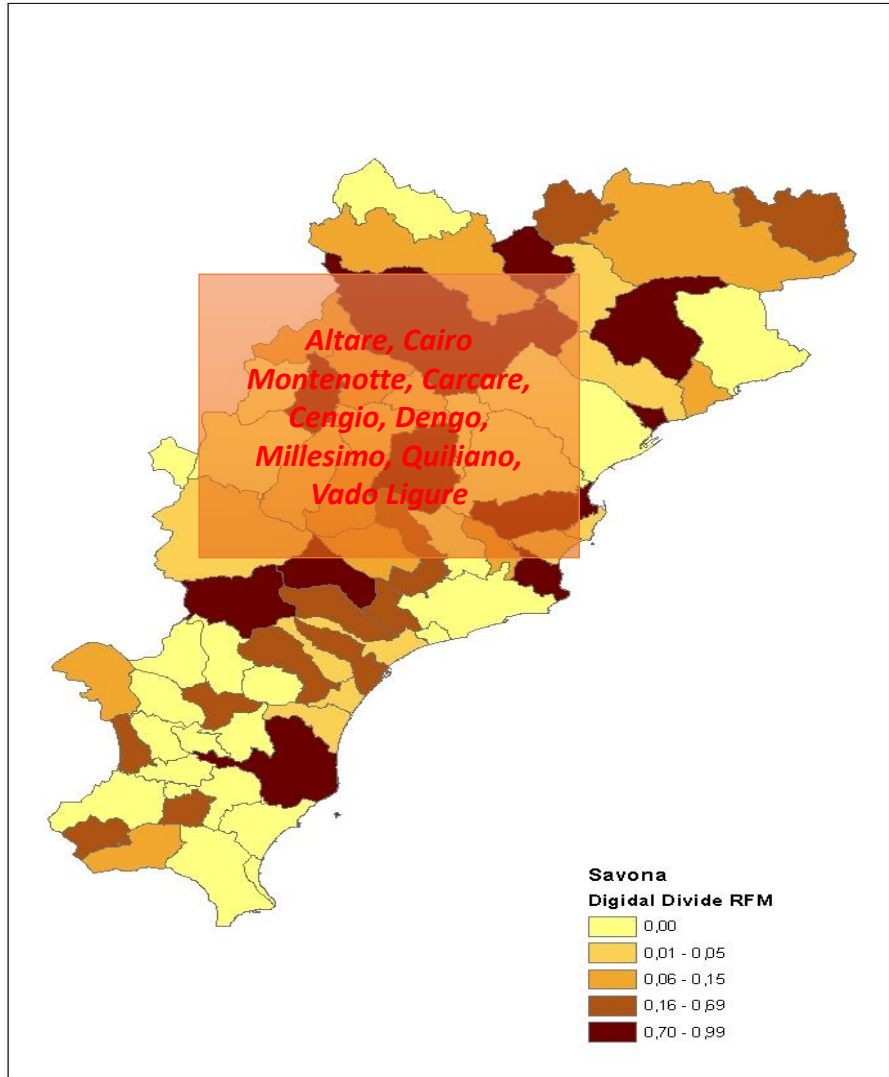 Altare, Cairo
Montenotte, Carcare,
Cengio, Dengo,
Millesimo, Quiliano,
Vado Ligure
Savona
Digidal Divide RFM
0,00
0,01 - 0,05
0,06 - 0,15
0,16 - 0,69
0,70 - 0,99